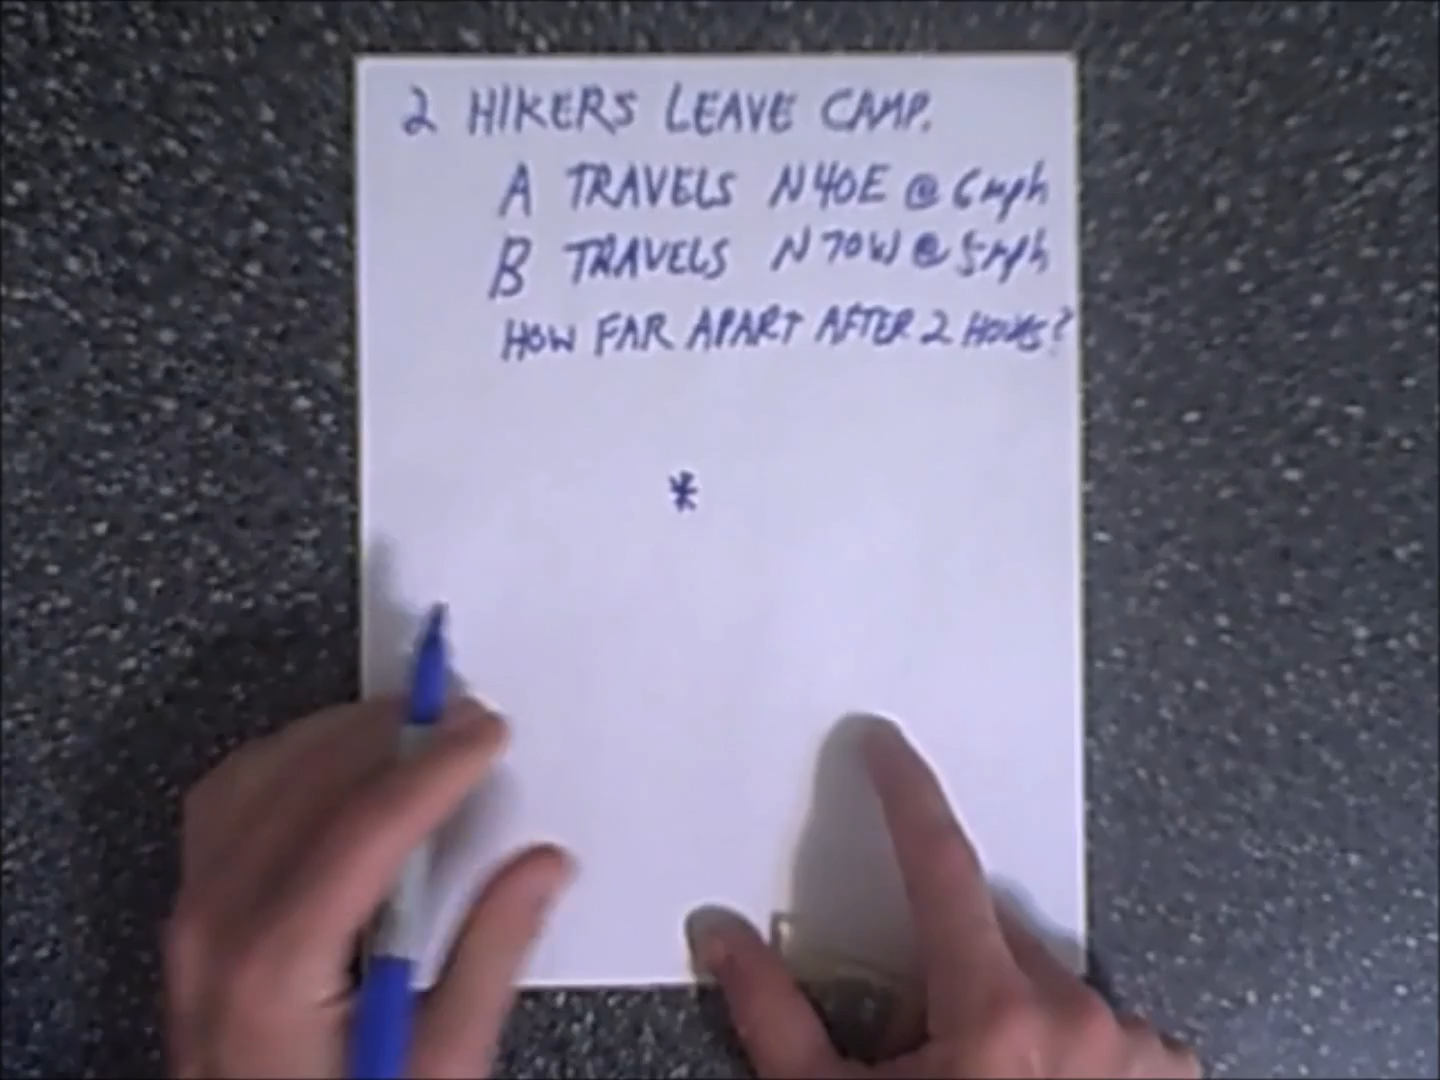 2 HIKERS LEAVE CAMP.
A TRAVELS N40E @ 6mph
B TRAVELS N70W @ 5mph
HOW FAR APART AFTER 2 HOURS?
*